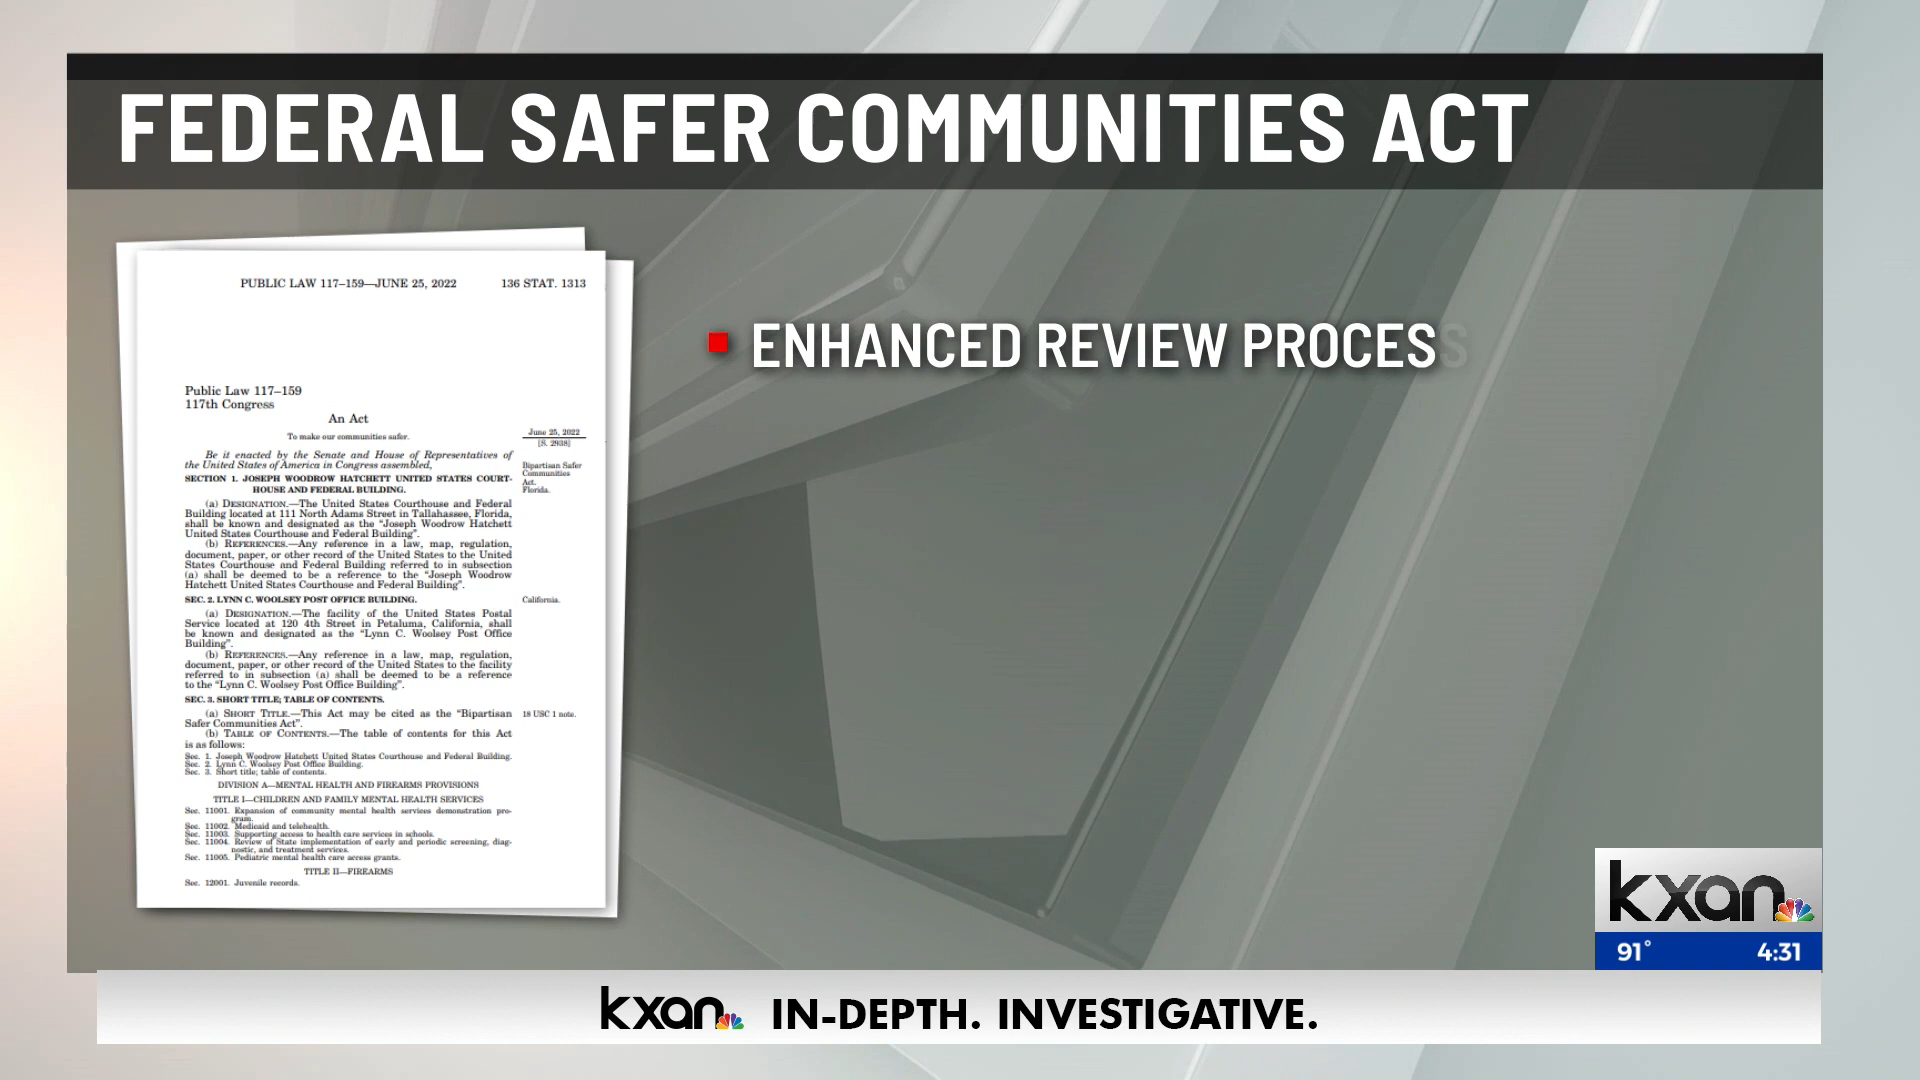 FEDERAL SAFER COMMUNITIES ACT
PUBLIC LAW 117–159—JUNE 25, 2022 136 STAT. 1313
Public Law 117–159
117th Congress
An Act
To make our communities safer.
June 25, 2022
[S. 2938]
Be it enacted by the Senate and House of Representatives of
the United States of America in Congress assembled,
Bipartisan Safer
Communities
Act.
Florida.
SECTION 1. JOSEPH WOODROW HATCHETT UNITED STATES COURT-
HOUSE AND FEDERAL BUILDING.
(a) DESIGNATION.—The United States Courthouse and Federal
Building located at 111 North Adams Street in Tallahassee, Florida,
shall be known and designated as the “Joseph Woodrow Hatchett
United States Courthouse and Federal Building”.
(b) REFERENCES.—Any reference in a law, map, regulation,
document, paper, or other record of the United States to the United
States Courthouse and Federal Building referred to in subsection
(a) shall be deemed to be a reference to the “Joseph Woodrow
Hatchett United States Courthouse and Federal Building”.
SEC. 2. LYNN C. WOOLSEY POST OFFICE BUILDING.
California.
(a) DESIGNATION.—The facility of the United States Postal
Service located at 120 4th Street in Petaluma, California, shall
be known and designated as the “Lynn C. Woolsey Post Office
Building”.
(b) REFERENCES.—Any reference in a law, map, regulation,
document, paper, or other record of the United States to the facility
referred to in subsection (a) shall be deemed to be a reference
to the “Lynn C. Woolsey Post Office Building”.
SEC. 3. SHORT TITLE; TABLE OF CONTENTS.
(a) SHORT TITLE.—This Act may be cited as the “Bipartisan
Safer Communities Act”.
18 USC 1 note.
(b) TABLE OF CONTENTS.—The table of contents for this Act
is as follows:
Sec. 1. Joseph Woodrow Hatchett United States Courthouse and Federal Building.
Sec. 2. Lynn C. Woolsey Post Office Building.
Sec. 3. Short title; table of contents.
DIVISION A—MENTAL HEALTH AND FIREARMS PROVISIONS
TITLE I—CHILDREN AND FAMILY MENTAL HEALTH SERVICES
Sec. 11001. Expansion of community mental health services demonstration pro-
gram.
Sec. 11002. Medicaid and telehealth.
Sec. 11003. Supporting access to health care services in schools.
Sec. 11004. Review of State implementation of early and periodic screening, diag-
nostic, and treatment services.
Sec. 11005. Pediatric mental health care access grants.
TITLE II—FIREARMS
Sec. 12001. Juvenile records.
ENHANCED REVIEW PROCESS
kxan
91° 4:31
kxan IN-DEPTH. INVESTIGATIVE.